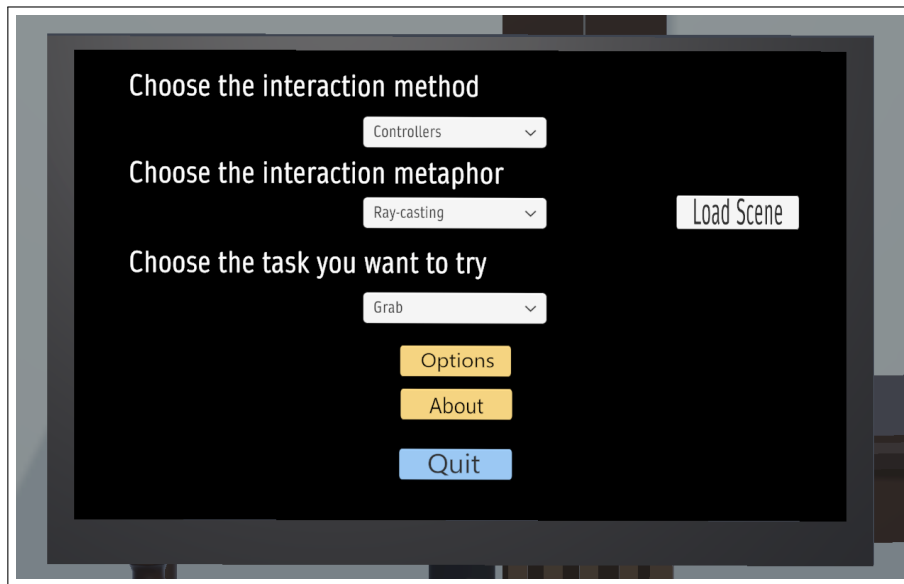 Choose the interaction method
Controllers
Choose the interaction metaphor
Ray-casting
Load Scene
Choose the task you want to try
Grab
Options
About
Quit